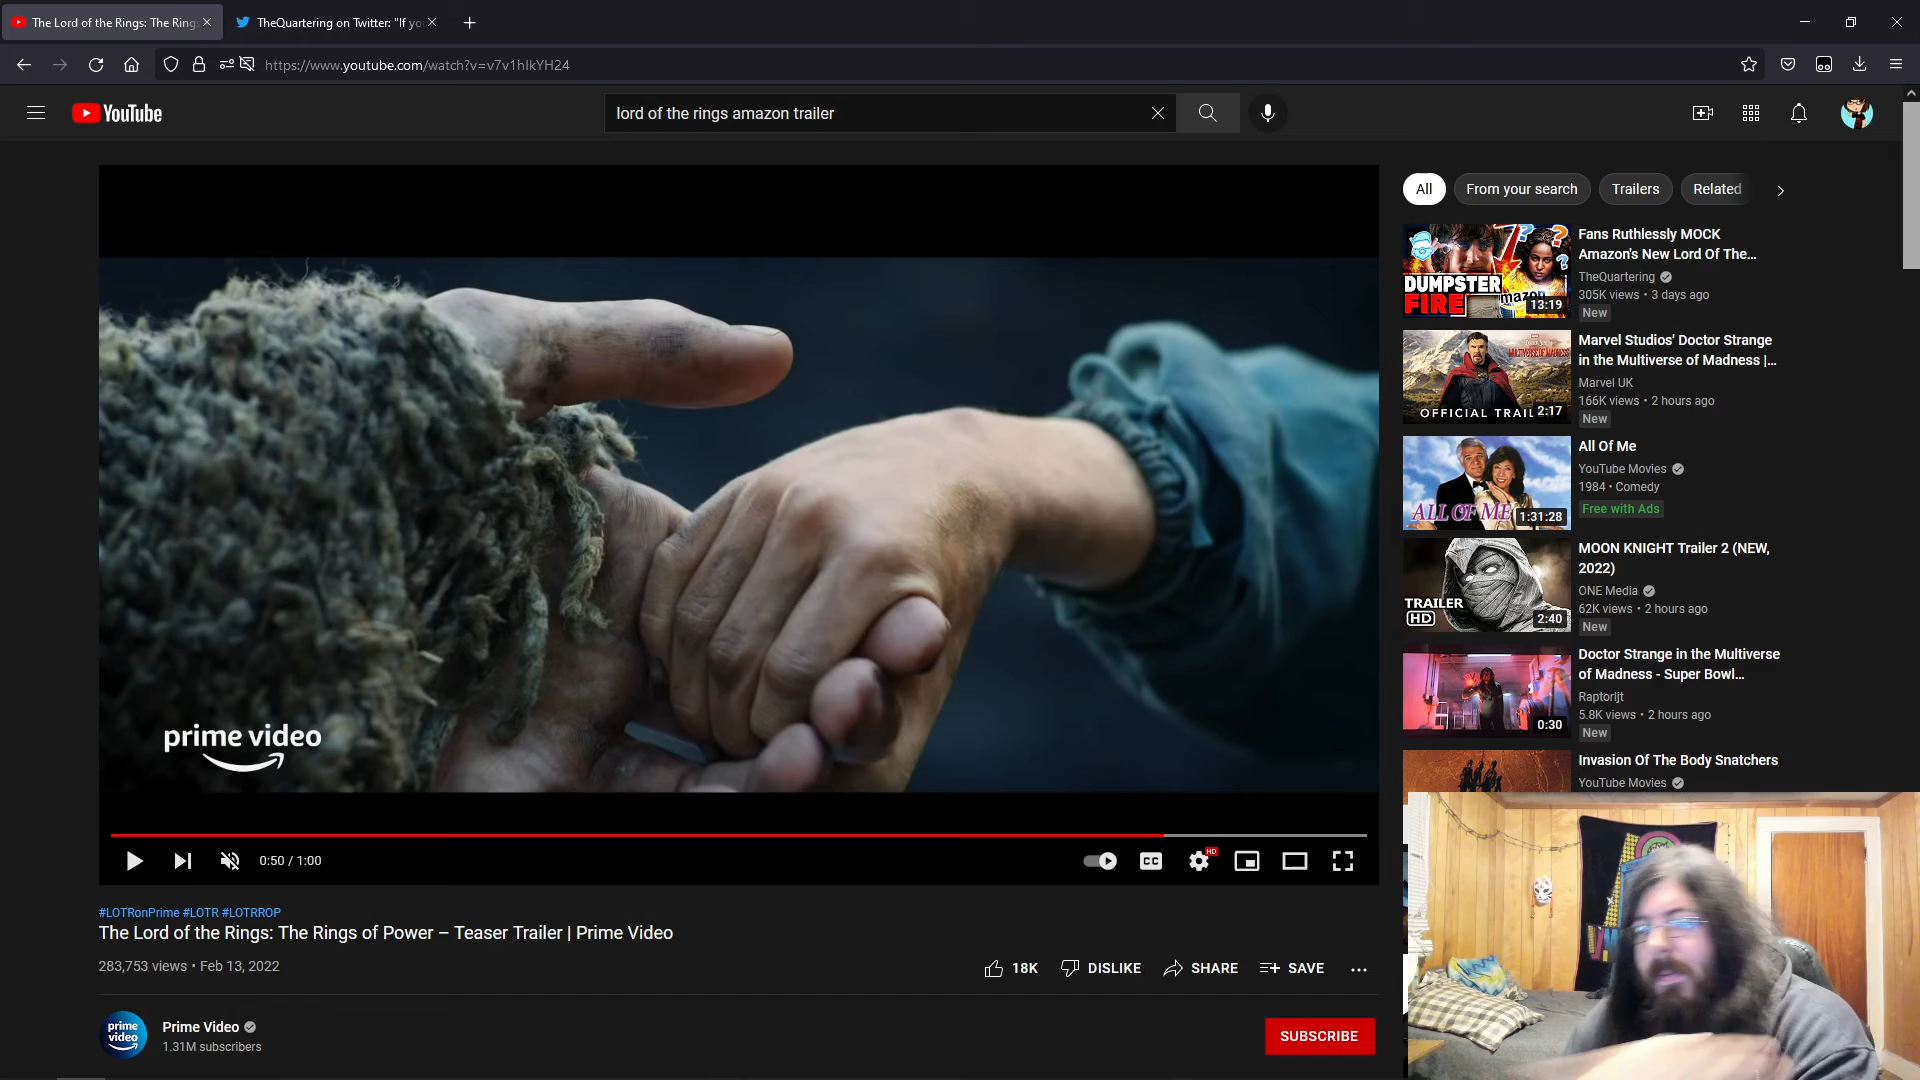 The Lord of the Rings: The Rings
TheQuartering on Twitter: "If yo
https://www.youtube.com/watch?v=v7v1hIkYH24
YouTube
lord of the rings amazon trailer
prime video
0:50 / 1:00
CC
HD
#LOTRonPrime #LOTR #LOTRROP
The Lord of the Rings: The Rings of Power – Teaser Trailer | Prime Video
283,753 views • Feb 13, 2022
18K
DISLIKE
SHARE
SAVE
prime
video
Prime Video
1.31M subscribers
SUBSCRIBE
All
From your search
Trailers
Related
DUMPSTER
FIRE
13:19
Fans Ruthlessly MOCK
Amazon's New Lord Of The...
TheQuartering
305K views • 3 days ago
New
OFFICIAL TRAIL
2:17
Marvel Studios' Doctor Strange
in the Multiverse of Madness |...
Marvel UK
166K views • 2 hours ago
New
ALL OF ME
1:31:28
All Of Me
YouTube Movies
1984 • Comedy
Free with Ads
TRAILER
HD
2:40
MOON KNIGHT Trailer 2 (NEW,
2022)
ONE Media
62K views • 2 hours ago
New
0:30
Doctor Strange in the Multiverse
of Madness - Super Bowl...
Raptorljt
5.8K views • 2 hours ago
New
Invasion Of The Body Snatchers
YouTube Movies